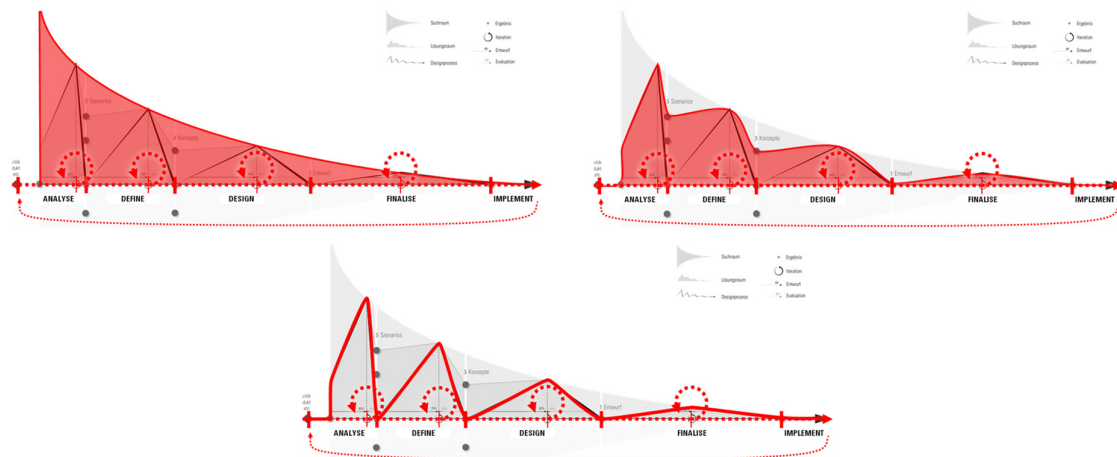 Suchraum
Ergebnis
Iteration
Lösungsraum
Entwurf
Designprozess
Evaluation
5 Szenarios
3 Konzepte
1 Entwurf
ANALYSE
DEFINE
DESIGN
FINALISE
IMPLEMENT
Suchraum
Ergebnis
Iteration
Lösungsraum
Entwurf
Designprozess
Evaluation
5 Szenarios
3 Konzepte
1 Entwurf
ANALYSE
DEFINE
DESIGN
FINALISE
IMPLEMENT
Suchraum
Ergebnis
Iteration
Lösungsraum
Entwurf
Designprozess
Evaluation
5 Szenarios
3 Konzepte
1 Entwurf
ANALYSE
DEFINE
DESIGN
FINALISE
IMPLEMENT